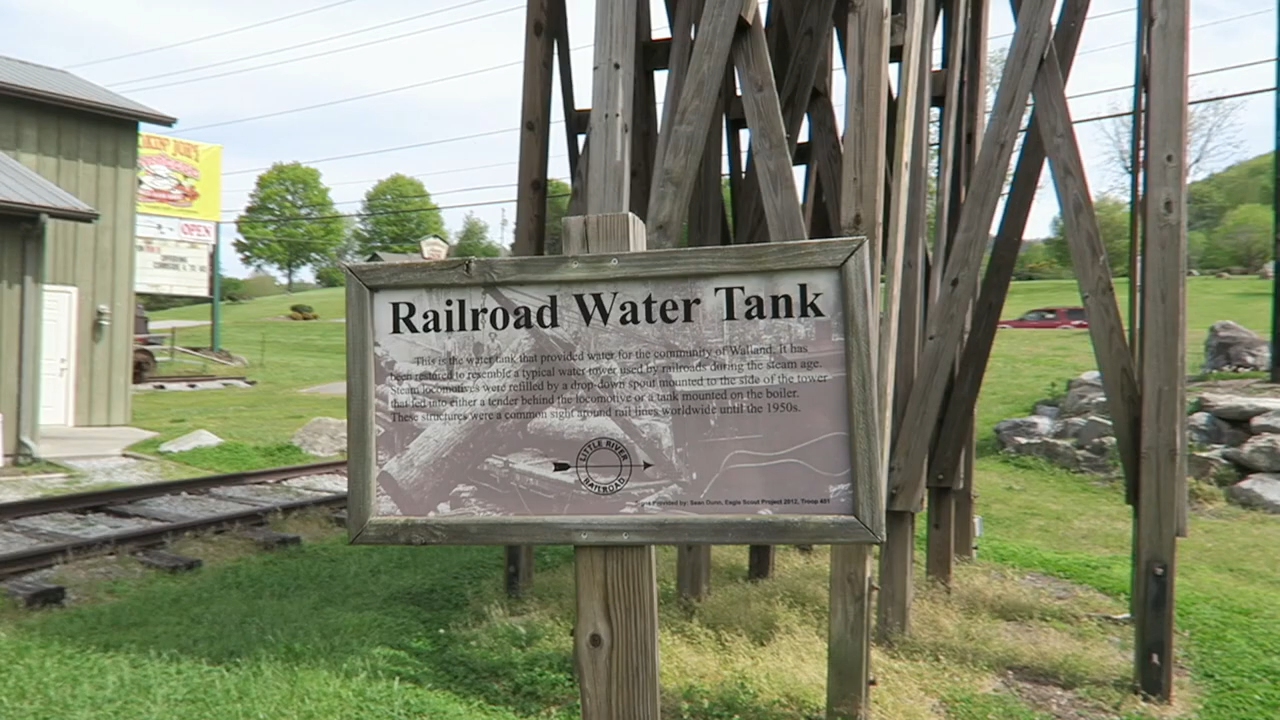 OKIN' JOE'S
OPEN
Railroad Water Tank
This is the water tank that provided water for the community of Walland. It has
been restored to resemble a typical water tower used by railroads during the steam age.
Steam locomotives were refilled by a drop-down spout mounted to the side of the tower
that fed into either a tender behind the locomotive or a tank mounted on the boiler.
These structures were a common sight around rail lines worldwide until the 1950s.
LITTLE RIVER
RAILROAD
Provided by: Sean Dunn, Eagle Scout Project 2012, Troop 481